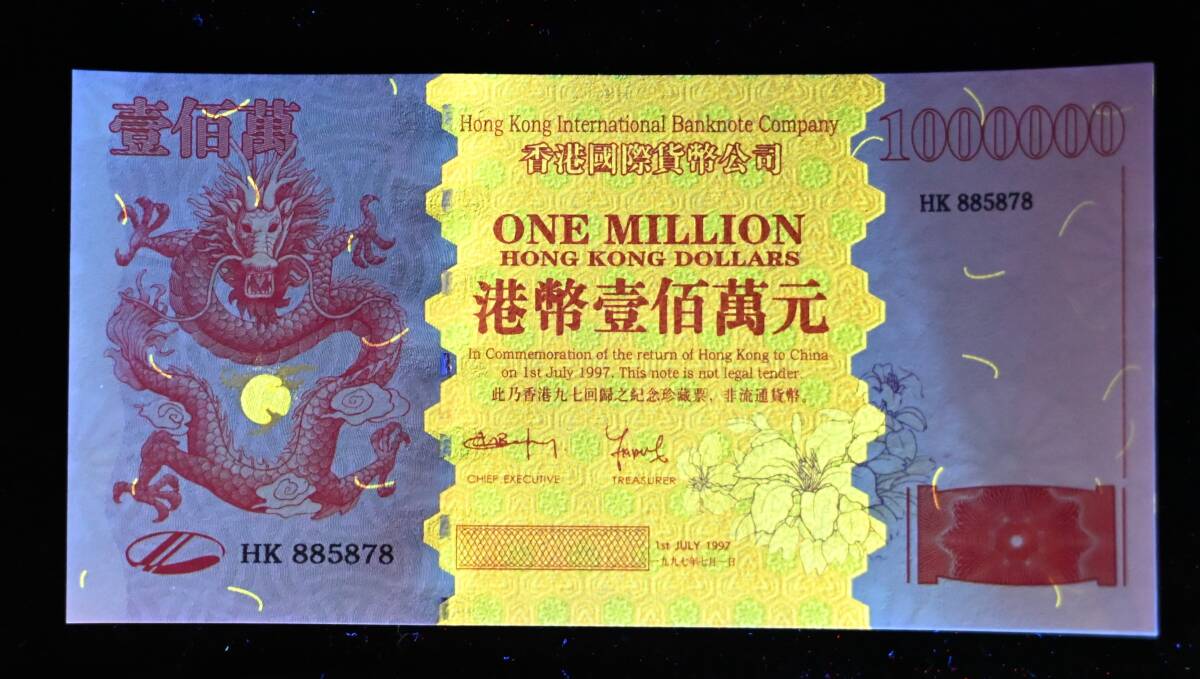 壹佰萬
Hong Kong International Banknote Company
香港國際貨幣公司
1000000
HK 885878
ONE MILLION
HONG KONG DOLLARS
港幣壹佰萬元
In Commemoration of the return of Hong Kong to China
on 1st July 1997. This note is not legal tender.
此乃香港九七回歸之紀念珍藏票，非流通貨幣。
CHIEF EXECUTIVE
TREASURER
HK 885878
1st JULY 1997
一九九七年七月一日